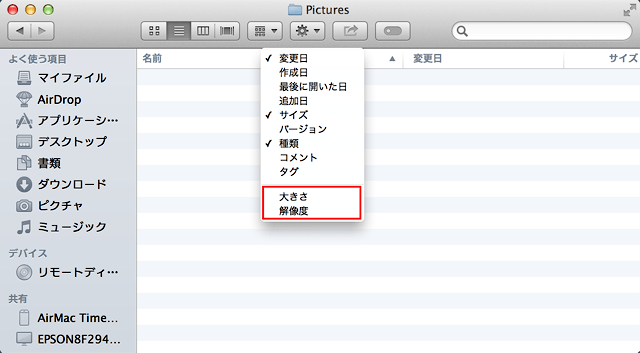 Pictures
よく使う項目
マイファイル
AirDrop
アプリケーシ…
デスクトップ
書類
ダウンロード
ピクチャ
ミュージック
デバイス
リモートディ…
共有
AirMac Time…
EPSON8F294…
名前
変更日
サイズ
✓ 変更日
作成日
最後に開いた日
追加日
✓ サイズ
バージョン
✓ 種類
コメント
タグ
大きさ
解像度